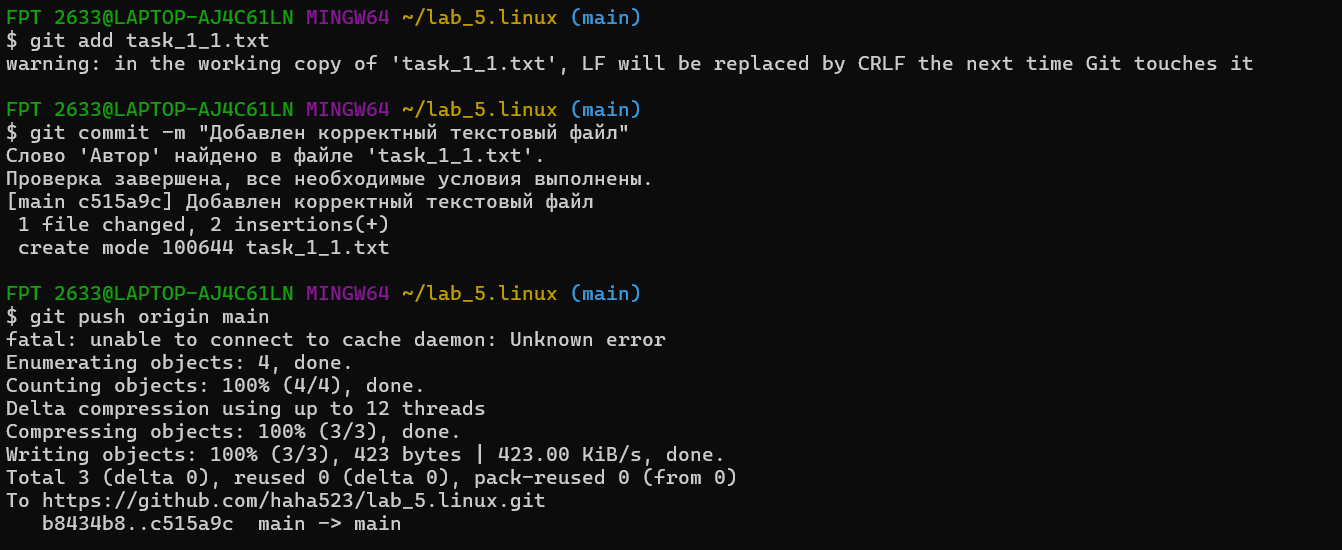 FPT 2633@LAPTOP-AJ4C61LN MINGW64 ~/lab_5.linux (main)
$ git add task_1_1.txt
warning: in the working copy of 'task_1_1.txt', LF will be replaced by CRLF the next time Git touches it
FPT 2633@LAPTOP-AJ4C61LN MINGW64 ~/lab_5.linux (main)
$ git commit -m "Добавлен корректный текстовый файл"
Слово 'Автор' найдено в файле 'task_1_1.txt'.
Проверка завершена, все необходимые условия выполнены.
[main c515a9c] Добавлен корректный текстовый файл
1 file changed, 2 insertions(+)
create mode 100644 task_1_1.txt
FPT 2633@LAPTOP-AJ4C61LN MINGW64 ~/lab_5.linux (main)
$ git push origin main
fatal: unable to connect to cache daemon: Unknown error
Enumerating objects: 4, done.
Counting objects: 100% (4/4), done.
Delta compression using up to 12 threads
Compressing objects: 100% (3/3), done.
Writing objects: 100% (3/3), 423 bytes | 423.00 KiB/s, done.
Total 3 (delta 0), reused 0 (delta 0), pack-reused 0 (from 0)
To https://github.com/haha523/lab_5.linux.git
b8434b8..c515a9c  main -> main